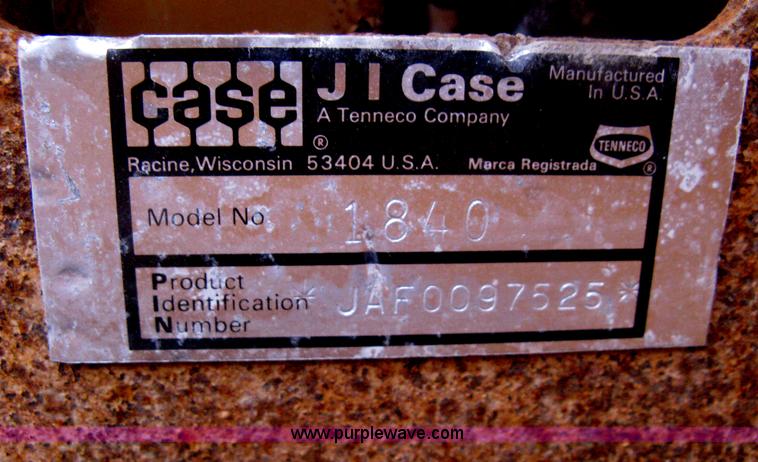 case
®
J I Case
A Tenneco Company
Manufactured
In U.S.A.
TENNECO
®
Racine, Wisconsin 53404 U.S.A. Marca Registrada
Model No. 1840
Product
Identification * JAF0097525 *
Number
www.purplewave.com